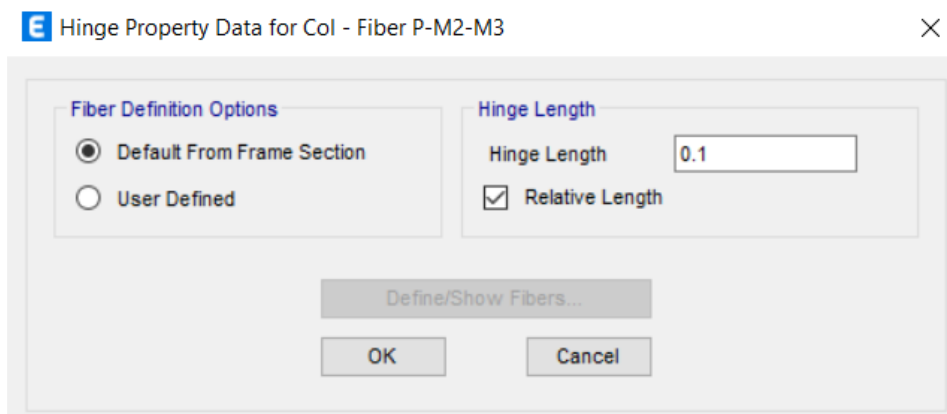 E Hinge Property Data for Col - Fiber P-M2-M3
Fiber Definition Options
Default From Frame Section
User Defined
Hinge Length
Hinge Length 0.1
Relative Length
Define/Show Fibers...
OK Cancel